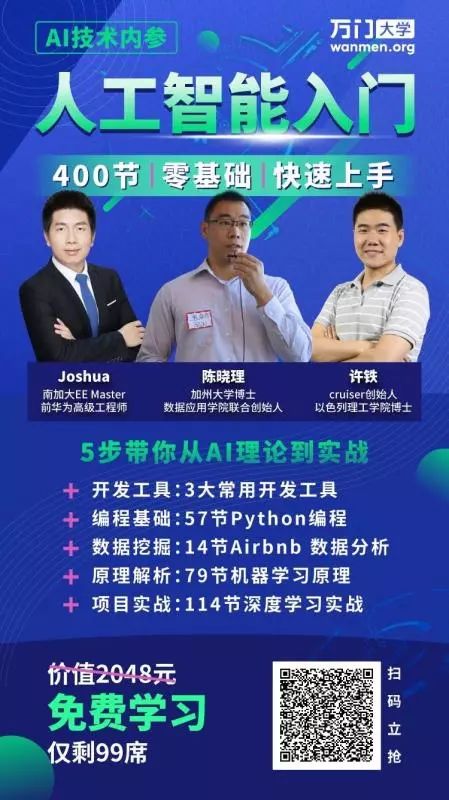 AI技术内参
万门大学
wanmen.org
人工智能入门
400节|零基础|快速上手
Joshua
南加大EE Master
前华为高级工程师
陈晓理
加州大学博士
数据应用学院联合创始人
许铁
cruiser创始人
以色列理工学院博士
5步带你从AI理论到实战
+ 开发工具:3大常用开发工具
+ 编程基础:57节Python编程
+ 数据挖掘:14节Airbnb 数据分析
+ 原理解析:79节机器学习原理
+ 项目实战:114节深度学习实战
价值2048元
免费学习
仅剩99席
扫码立抢